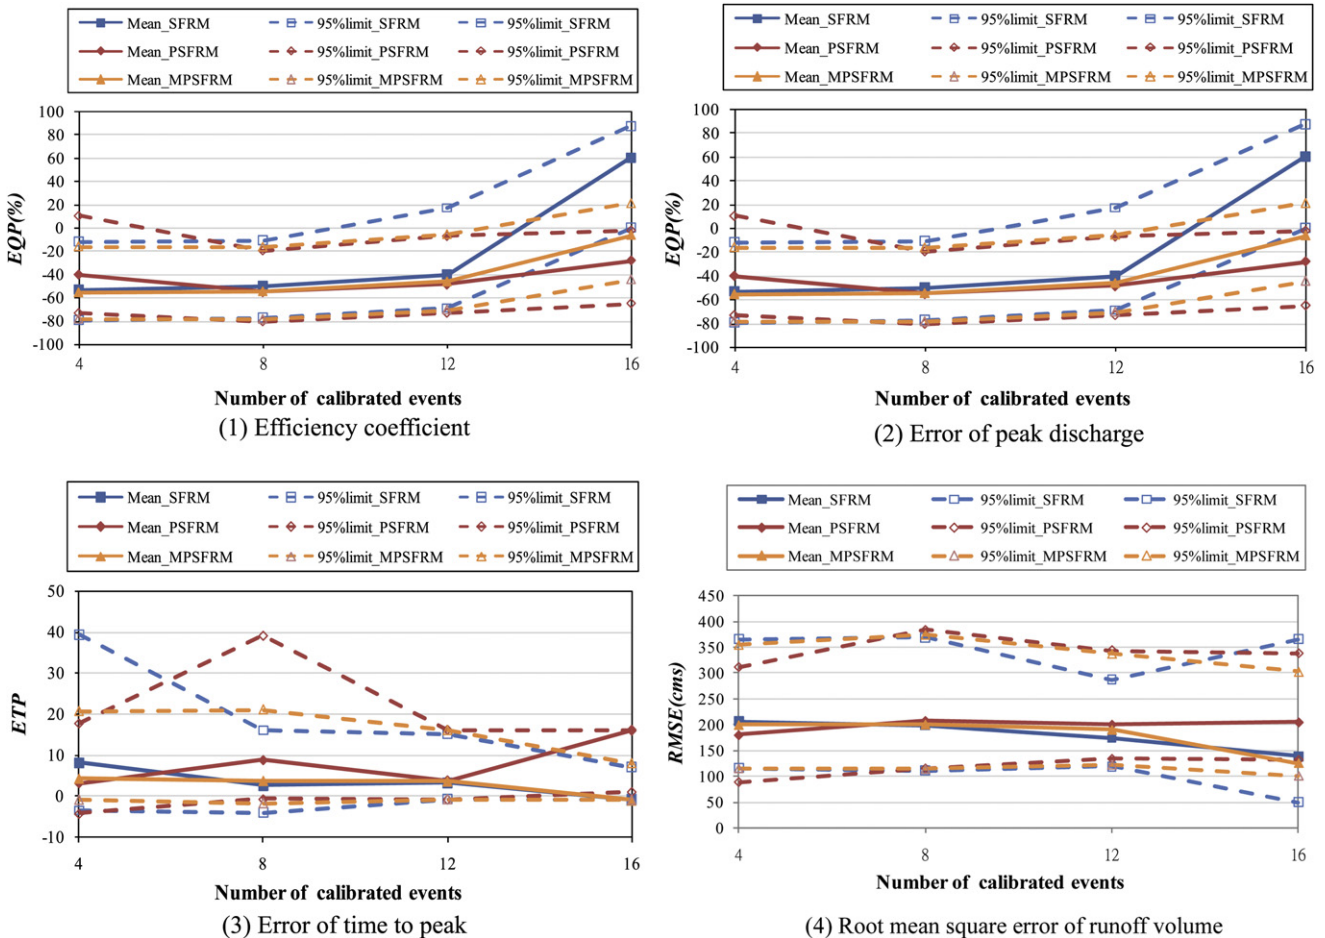 Mean_SFRM 95%limit_SFRM 95%limit_SFRM
Mean_PSFRM 95%limit_PSFRM 95%limit_PSFRM
Mean_MPSFRM 95%limit_MPSFRM 95%limit_MPSFRM
100
80
60
40
20
0
-20
-40
-60
-80
-100
EQP(%)
4 8 12 16
Number of calibrated events
(1) Efficiency coefficient
Mean_SFRM 95%limit_SFRM 95%limit_SFRM
Mean_PSFRM 95%limit_PSFRM 95%limit_PSFRM
Mean_MPSFRM 95%limit_MPSFRM 95%limit_MPSFRM
100
80
60
40
20
0
-20
-40
-60
-80
-100
EQP(%)
4 8 12 16
Number of calibrated events
(2) Error of peak discharge
Mean_SFRM 95%limit_SFRM 95%limit_SFRM
Mean_PSFRM 95%limit_PSFRM 95%limit_PSFRM
Mean_MPSFRM 95%limit_MPSFRM 95%limit_MPSFRM
50
40
30
20
10
0
-10
ETP
4 8 12 16
Number of calibrated events
(3) Error of time to peak
Mean_SFRM 95%limit_SFRM 95%limit_SFRM
Mean_PSFRM 95%limit_PSFRM 95%limit_PSFRM
Mean_MPSFRM 95%limit_MPSFRM 95%limit_MPSFRM
450
400
350
300
250
200
150
100
50
0
RMSE(cms)
4 8 12 16
Number of calibrated events
(4) Root mean square error of runoff volume